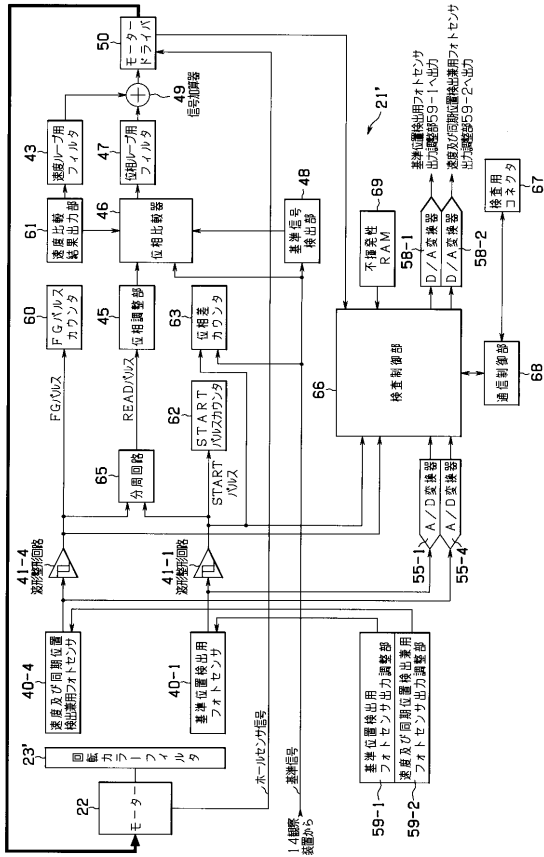 50
モーター
ドライバ
49
信号加算器
43
速度ループ用
フィルタ
47
位相ループ用
フィルタ
61
速度比較
結果出力部
46
位相比較器
48
基準信号
検出部
60
FGパルス
カウンタ
45
位相調整部
63
位相差
カウンタ
62
START
パルスカウンタ
FGパルス
READパルス
START
パルス
65
分周回路
41-4
波形整形回路
41-1
波形整形回路
40-4
速度及び同期位置
検出兼用フォトセンサ
40-1
基準位置検出用
フォトセンサ
23'
回転カラーフィルタ
22
モーター
ホールセンサ信号
基準信号
14観察
装置から
59-1
基準位置検出用
フォトセンサ出力調整部
59-2
速度及び同期位置検出兼用
フォトセンサ出力調整部
55-1
A/D変換器
55-4
A/D変換器
66
検査制御部
69
不揮発性
RAM
21'
58-1
D/A変換器
58-2
D/A変換器
基準位置検出用フォトセンサ
出力調整部59-1へ出力
速度及び同期位置検出兼用フォトセンサ
出力調整部59-2へ出力
67
検査用
コネクタ
68
通信制御部